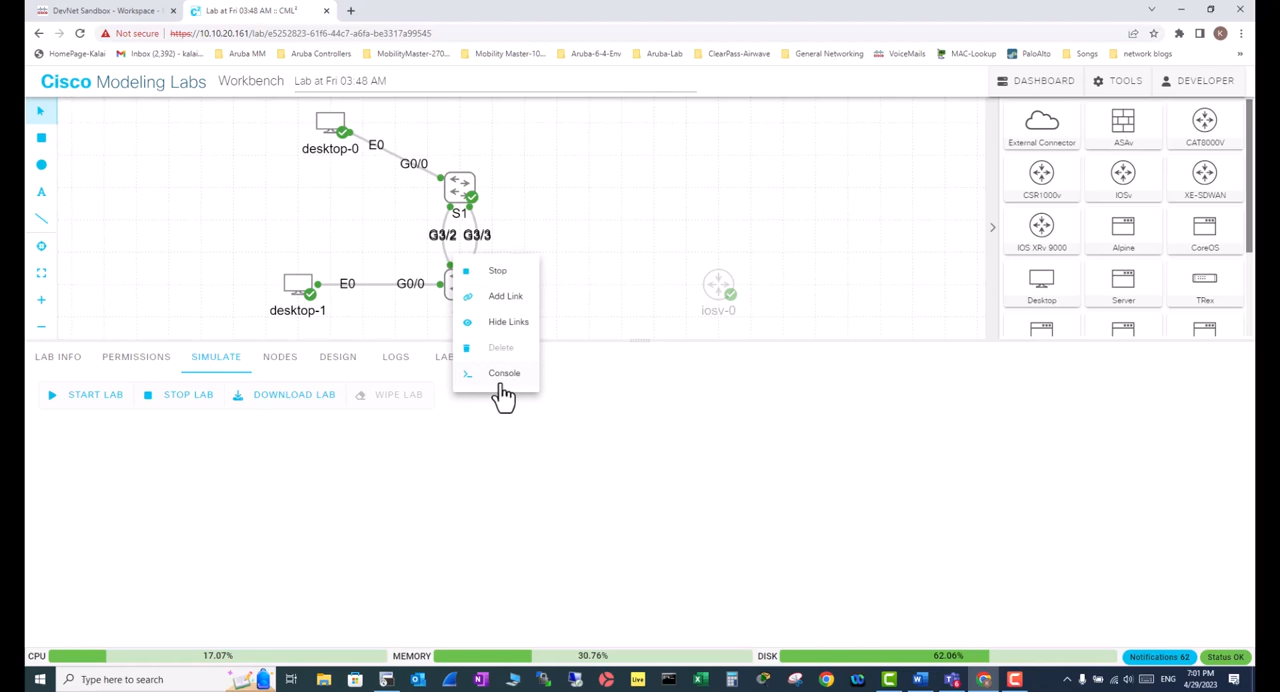 DevNet Sandbox - Workspace -
Lab at Fri 03:48 AM :: CML²
Not secure
https://10.10.20.161/lab/e5252823-61f6-44c7-a6fa-be3317a99545
HomePage-Kalai
Inbox (2,392) - kalai...
Aruba MM
Aruba Controllers
MobilityMaster-270...
Mobility Master-10...
Aruba-6-4-Env
Aruba-Lab
ClearPass-Airwave
General Networking
VoiceMails
MAC-Lookup
PaloAlto
Songs
network blogs
»
Cisco Modeling Labs
Workbench
Lab at Fri 03:48 AM
DASHBOARD
TOOLS
DEVELOPER
desktop-0
E0
G0/0
S1
G3/2
G3/3
desktop-1
E0
G0/0
iosv-0
Stop
Add Link
Hide Links
Delete
Console
External Connector
ASAv
CAT8000V
CSR1000v
IOSv
XE-SDWAN
IOS XRv 9000
Alpine
CoreOS
Desktop
Server
TRex
LAB INFO
PERMISSIONS
SIMULATE
NODES
DESIGN
LOGS
LAB
START LAB
STOP LAB
DOWNLOAD LAB
WIPE LAB
CPU
17.07%
MEMORY
30.76%
DISK
62.06%
Notifications 62
Status OK
Type here to search
Live
ENG
7:01 PM
4/29/2023